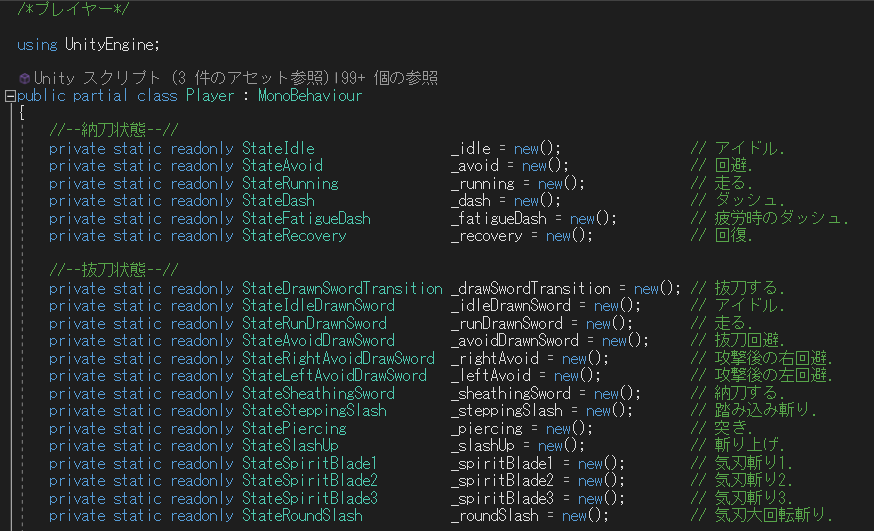 /*プレイヤー*/
using UnityEngine;
Unity スクリプト (3 件のアセット参照)|99+ 個の参照
public partial class Player : MonoBehaviour
{
//--納刀状態--//
private static readonly StateIdle _idle = new(); // アイドル.
private static readonly StateAvoid _avoid = new(); // 回避.
private static readonly StateRunning _running = new(); // 走る.
private static readonly StateDash _dash = new(); // ダッシュ.
private static readonly StateFatigueDash _fatigueDash = new(); // 疲労時のダッシュ.
private static readonly StateRecovery _recovery = new(); // 回復.
//--抜刀状態--//
private static readonly StateDrawnSwordTransition _drawSwordTransition = new(); // 抜刀する.
private static readonly StateIdleDrawnSword _idleDrawnSword = new(); // アイドル.
private static readonly StateRunDrawnSword _runDrawnSword = new(); // 走る.
private static readonly StateAvoidDrawSword _avoidDrawnSword = new(); // 抜刀回避.
private static readonly StateRightAvoidDrawSword _rightAvoid = new(); // 攻撃後の右回避.
private static readonly StateLeftAvoidDrawSword _leftAvoid = new(); // 攻撃後の左回避.
private static readonly StateSheathingSword _sheathingSword = new(); // 納刀する.
private static readonly StateSteppingSlash _steppingSlash = new(); // 踏み込み斬り.
private static readonly StatePiercing _piercing = new(); // 突き.
private static readonly StateSlashUp _slashUp = new(); // 斬り上げ.
private static readonly StateSpiritBlade1 _spiritBlade1 = new(); // 気刃斬り1.
private static readonly StateSpiritBlade2 _spiritBlade2 = new(); // 気刃斬り2.
private static readonly StateSpiritBlade3 _spiritBlade3 = new(); // 気刃斬り3.
private static readonly StateRoundSlash _roundSlash = new(); // 気刃大回転斬り.